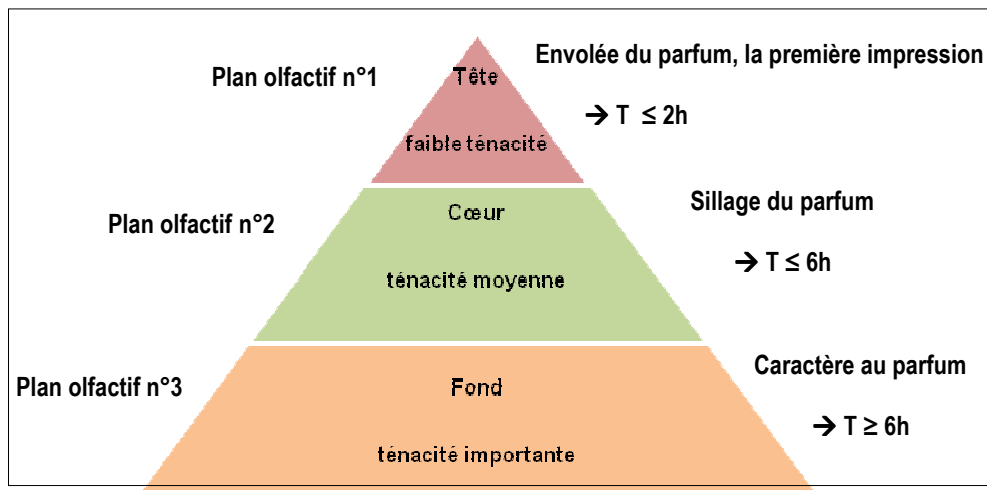 Plan olfactif n°1
Tête
faible ténacité
Envolée du parfum, la première impression
→ T ≤ 2h
Plan olfactif n°2
Cœur
ténacité moyenne
Sillage du parfum
→ T ≤ 6h
Plan olfactif n°3
Fond
ténacité importante
Caractère au parfum
→ T ≥ 6h